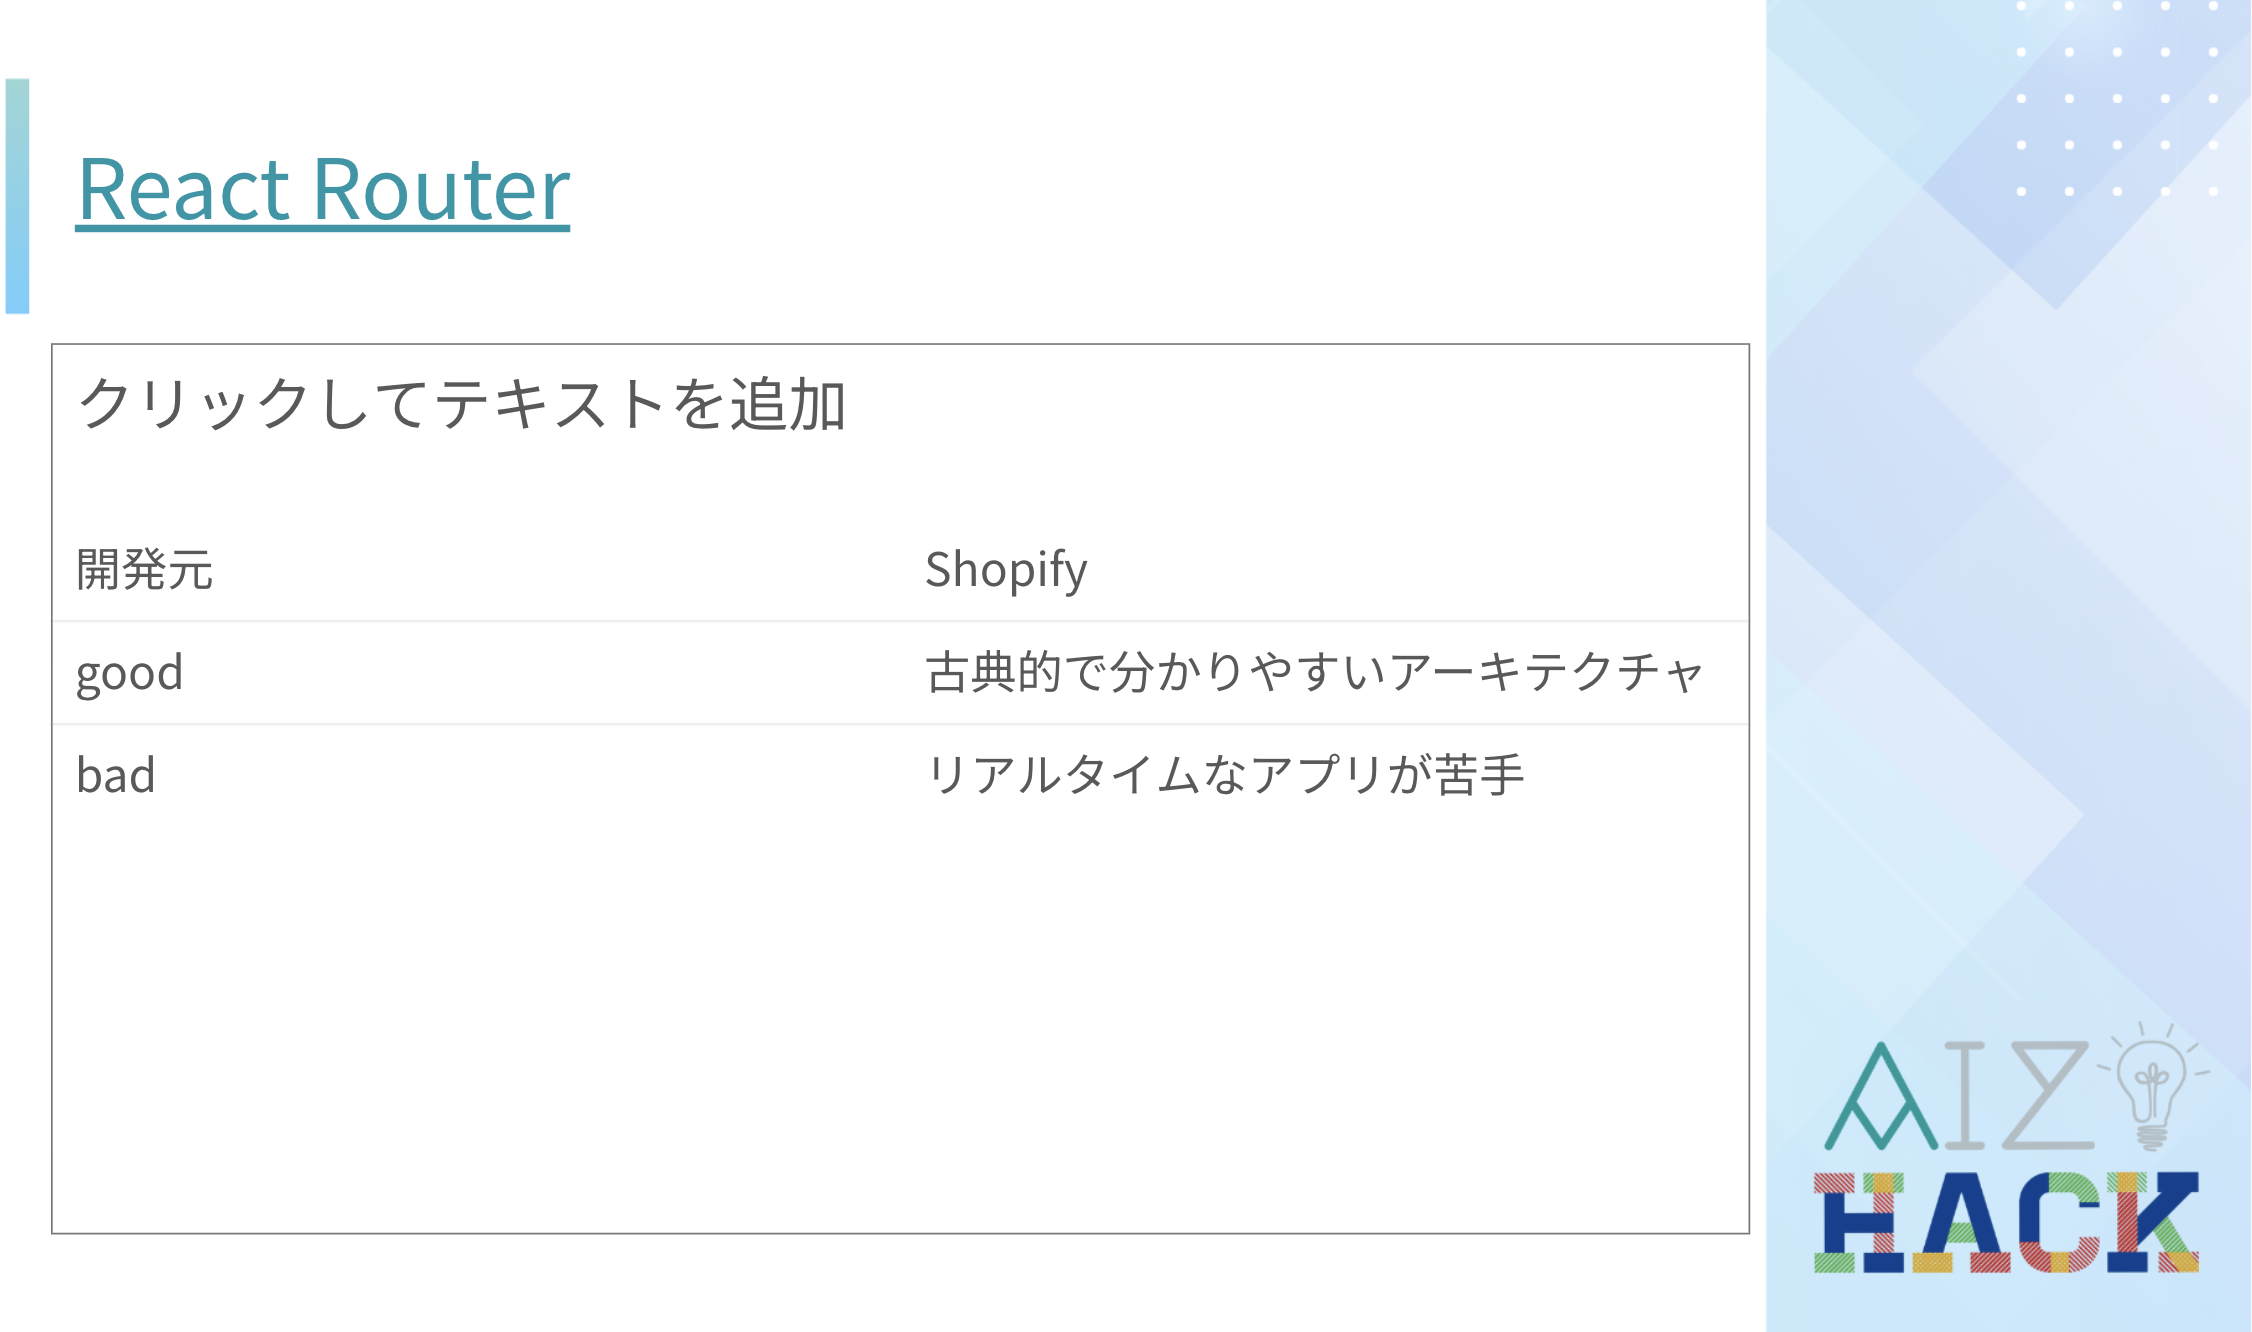 React Router
クリックしてテキストを追加
開発元 Shopify
good 古典的で分かりやすいアーキテクチャ
bad リアルタイムなアプリが苦手
AIZU
HACK